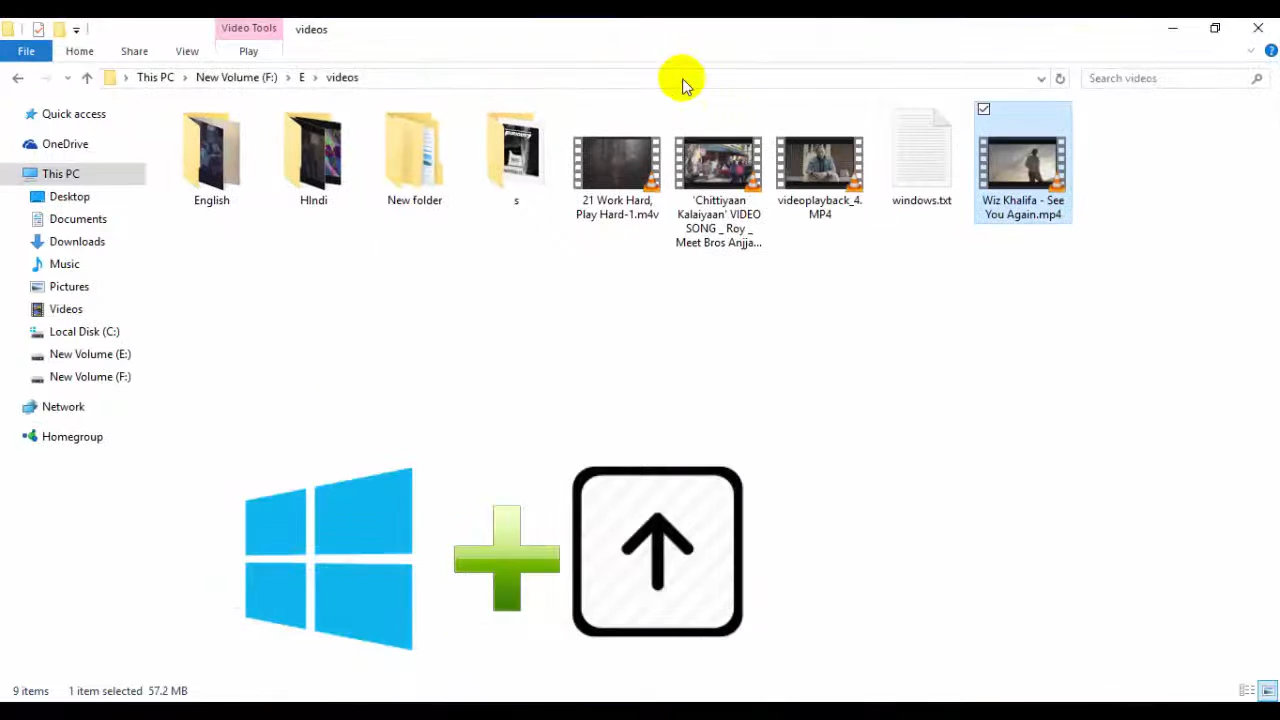 Video Tools
videos
File
Home
Share
View
Play
This PC
New Volume (F:)
E
videos
Search videos
Quick access
OneDrive
This PC
Desktop
Documents
Downloads
Music
Pictures
Videos
Local Disk (C:)
New Volume (E:)
New Volume (F:)
Network
Homegroup
English
HIndi
New folder
s
21 Work Hard,
Play Hard-1.m4v
'Chittiyaan
Kalaiyaan' VIDEO
SONG _ Roy _
Meet Bros Anjja...
videoplayback_4.
MP4
windows.txt
Wiz Khalifa - See
You Again.mp4
9 items
1 item selected 57.2 MB